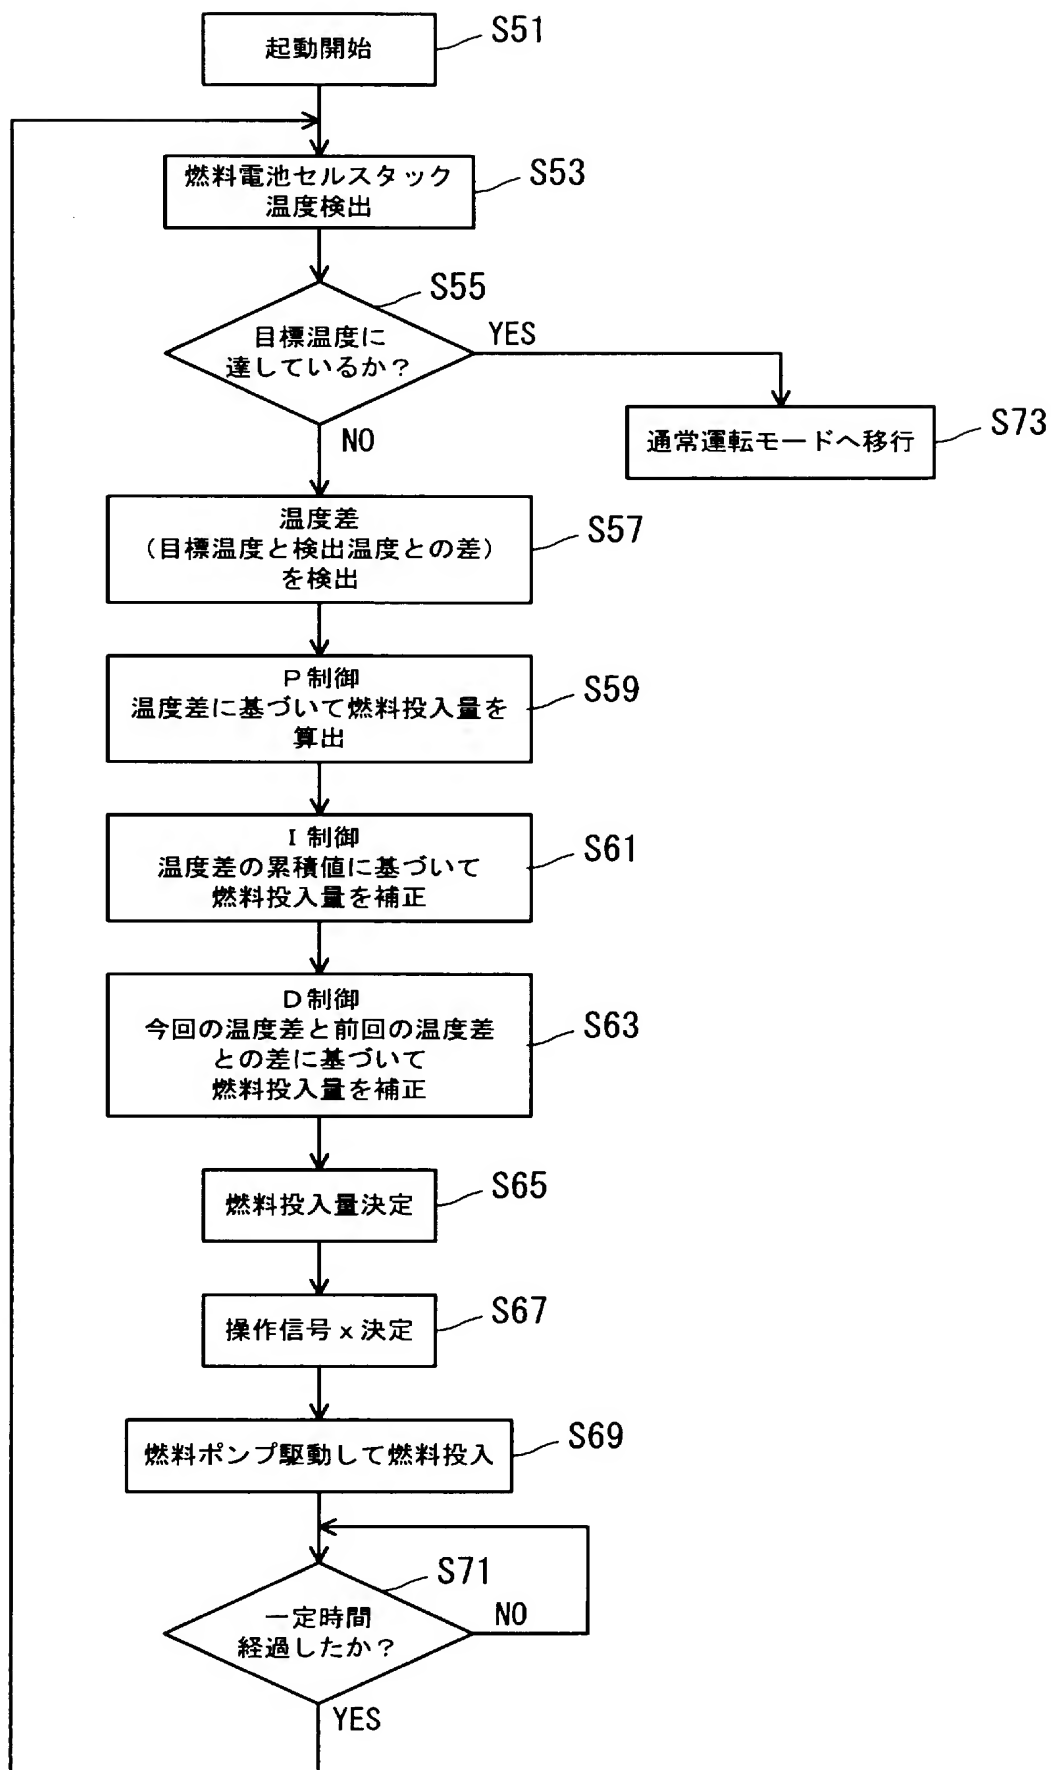 起動開始
S51
燃料電池セルスタック
温度検出
S53
S55
目標温度に
達しているか？
YES
NO
通常運転モードへ移行
S73
温度差
（目標温度と検出温度との差）
を検出
S57
Ｐ制御
温度差に基づいて燃料投入量を
算出
S59
Ｉ制御
温度差の累積値に基づいて
燃料投入量を補正
S61
Ｄ制御
今回の温度差と前回の温度差
との差に基づいて
燃料投入量を補正
S63
燃料投入量決定
S65
操作信号ｘ決定
S67
燃料ポンプ駆動して燃料投入
S69
S71
一定時間
経過したか？
NO
YES